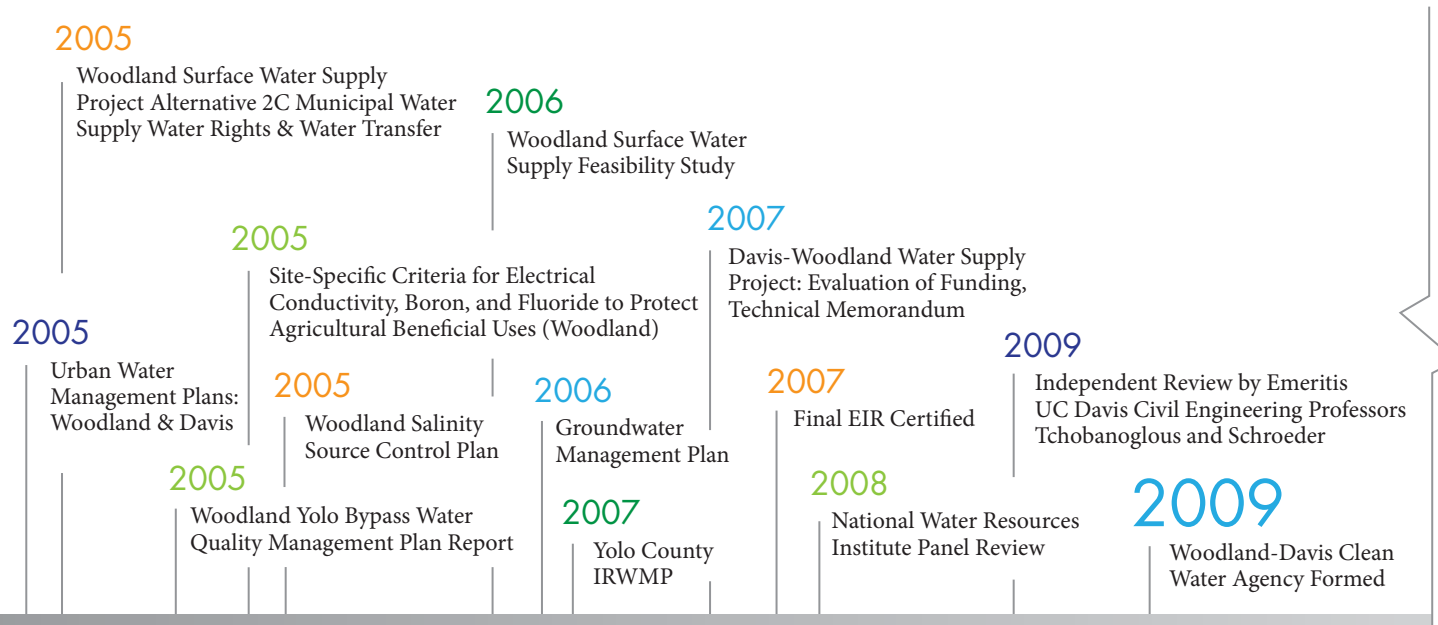 2005
Woodland Surface Water Supply
Project Alternative 2C Municipal Water
Supply Water Rights & Water Transfer
2006
Woodland Surface Water
Supply Feasibility Study
2007
Davis-Woodland Water Supply
Project: Evaluation of Funding,
Technical Memorandum
2005
Site-Specific Criteria for Electrical
Conductivity, Boron, and Fluoride to Protect
Agricultural Beneficial Uses (Woodland)
2005
Urban Water
Management Plans:
Woodland & Davis
2009
Independent Review by Emeritis
UC Davis Civil Engineering Professors
Tchobanoglous and Schroeder
2005
Woodland Salinity
Source Control Plan
2006
Groundwater
Management Plan
2007
Final EIR Certified
2005
Woodland Yolo Bypass Water
Quality Management Plan Report
2007
Yolo County
IRWMP
2008
National Water Resources
Institute Panel Review
2009
Woodland-Davis Clean
Water Agency Formed